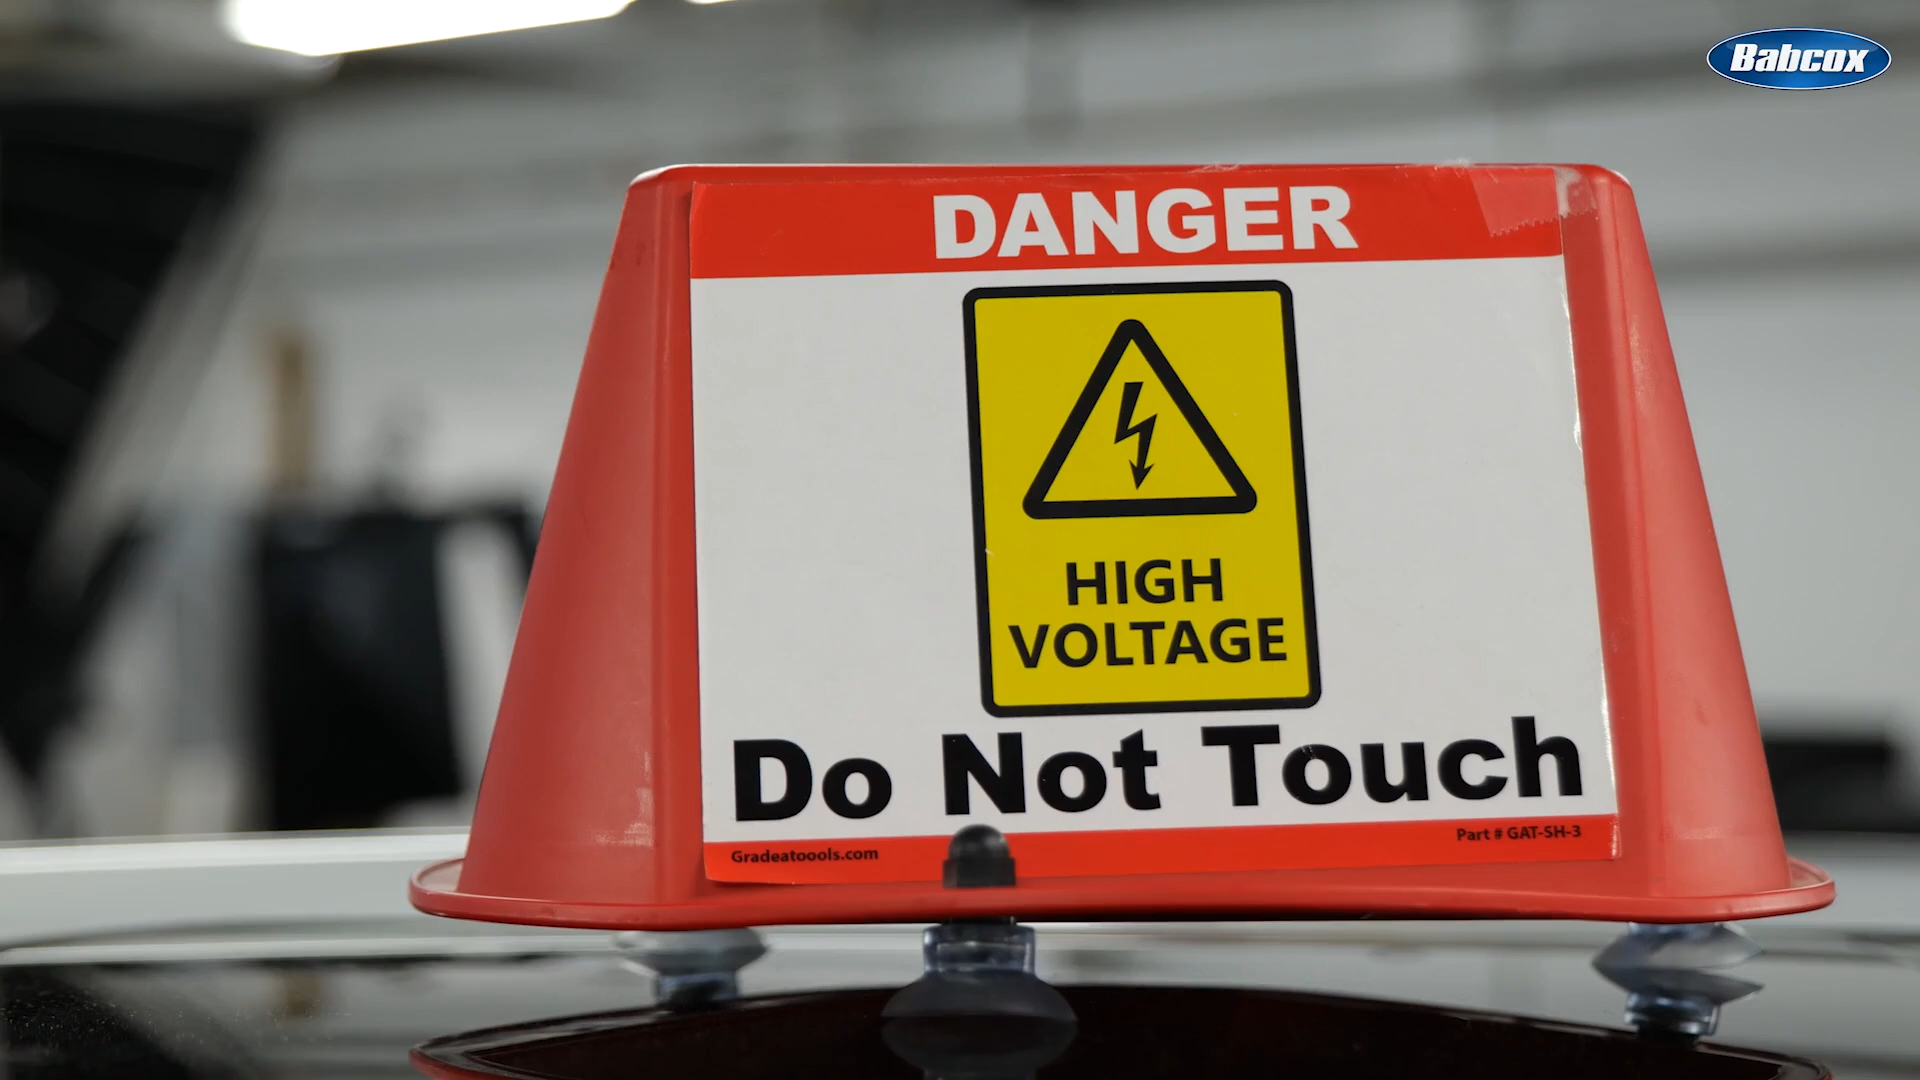 Babcox
DANGER
HIGH
VOLTAGE
Do Not Touch
Gradeatoools.com
Part # GAT-SH-3